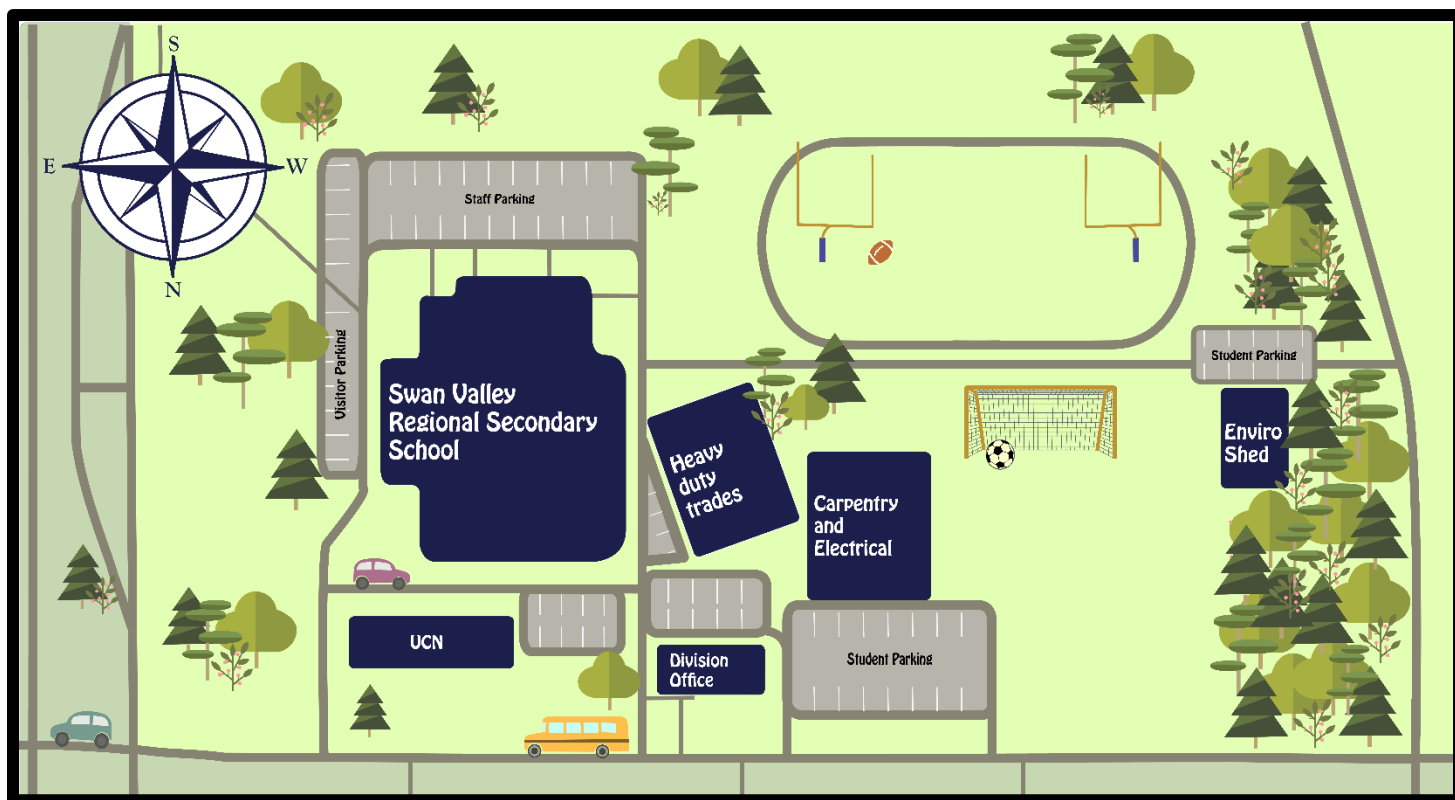 S
E
W
N
Staff Parking
Visitor Parking
Swan Valley
Regional Secondary
School
Student Parking
Enviro
Shed
Heavy
duty
trades
Carpentry
and
Electrical
UCN
Division
Office
Student Parking